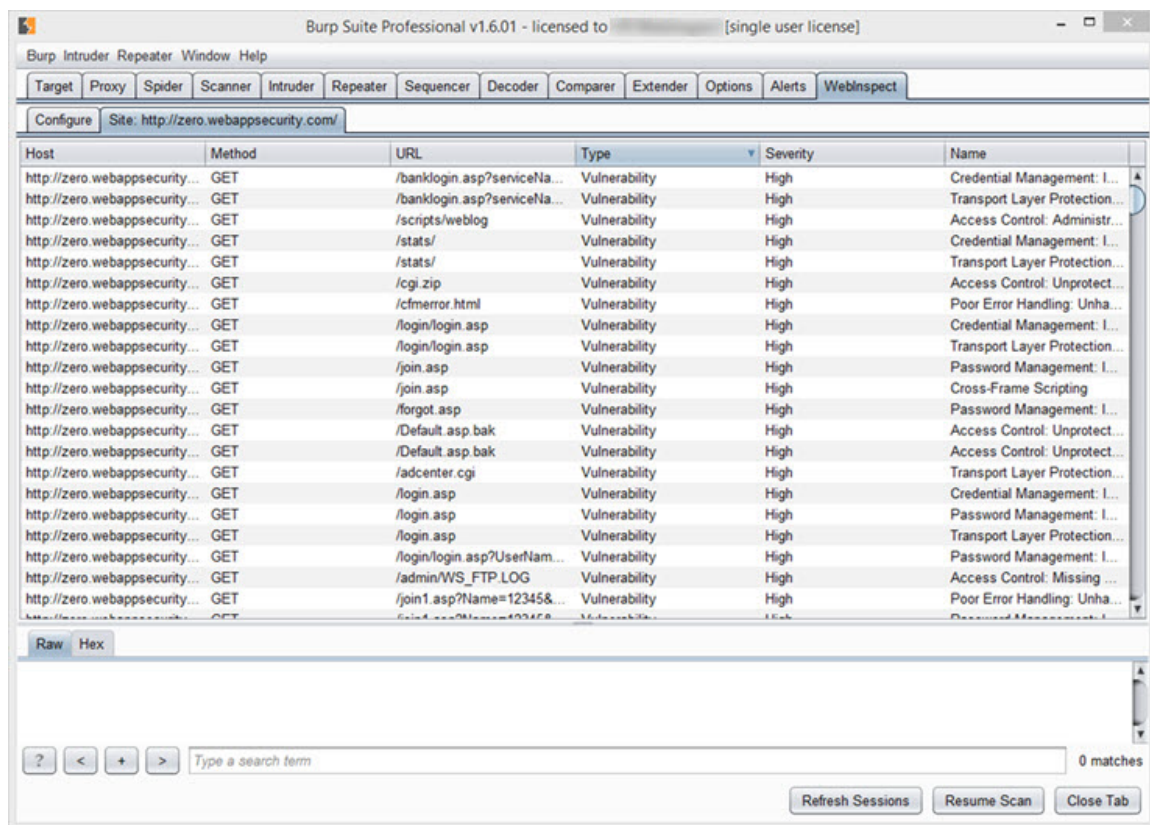 Burp Suite Professional v1.6.01 - licensed to [single user license]
Burp Intruder Repeater Window Help
Target Proxy Spider Scanner Intruder Repeater Sequencer Decoder Comparer Extender Options Alerts WebInspect
Configure Site: http://zero.webappsecurity.com/
Host Method URL Type Severity Name
http://zero.webappsecurity... GET /banklogin.asp?serviceNa... Vulnerability High Credential Management: I...
http://zero.webappsecurity... GET /banklogin.asp?serviceNa... Vulnerability High Transport Layer Protection...
http://zero.webappsecurity... GET /scripts/weblog Vulnerability High Access Control: Administr...
http://zero.webappsecurity... GET /stats/ Vulnerability High Credential Management: I...
http://zero.webappsecurity... GET /stats/ Vulnerability High Transport Layer Protection...
http://zero.webappsecurity... GET /cgi.zip Vulnerability High Access Control: Unprotect...
http://zero.webappsecurity... GET /cfmerror.html Vulnerability High Poor Error Handling: Unha...
http://zero.webappsecurity... GET /login/login.asp Vulnerability High Credential Management: I...
http://zero.webappsecurity... GET /login/login.asp Vulnerability High Transport Layer Protection...
http://zero.webappsecurity... GET /join.asp Vulnerability High Password Management: I...
http://zero.webappsecurity... GET /join.asp Vulnerability High Cross-Frame Scripting
http://zero.webappsecurity... GET /forgot.asp Vulnerability High Password Management: I...
http://zero.webappsecurity... GET /Default.asp.bak Vulnerability High Access Control: Unprotect...
http://zero.webappsecurity... GET /Default.asp.bak Vulnerability High Access Control: Unprotect...
http://zero.webappsecurity... GET /adcenter.cgi Vulnerability High Transport Layer Protection...
http://zero.webappsecurity... GET /login.asp Vulnerability High Credential Management: I...
http://zero.webappsecurity... GET /login.asp Vulnerability High Password Management: I...
http://zero.webappsecurity... GET /login.asp Vulnerability High Transport Layer Protection...
http://zero.webappsecurity... GET /login/login.asp?UserNam... Vulnerability High Password Management: I...
http://zero.webappsecurity... GET /admin/WS_FTP.LOG Vulnerability High Access Control: Missing ...
http://zero.webappsecurity... GET /join1.asp?Name=12345&... Vulnerability High Poor Error Handling: Unha...
Raw Hex
? < + > Type a search term 0 matches
Refresh Sessions Resume Scan Close Tab